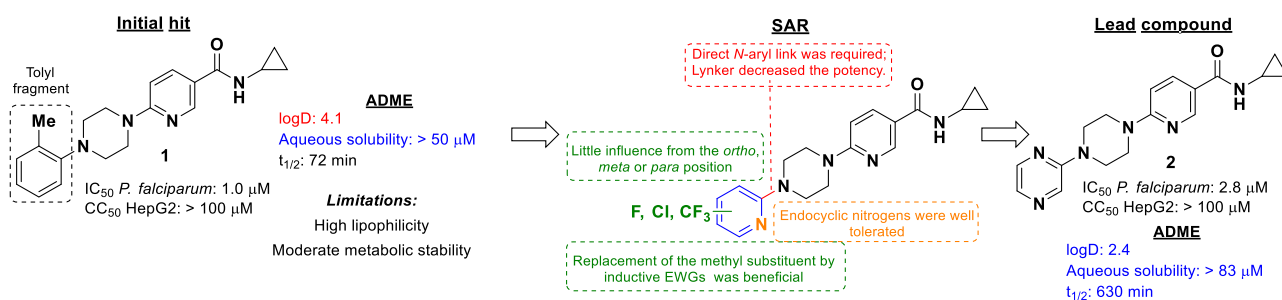 Initial hit
Tolyl
fragment
Me
N
N
N
O
N
H
1
IC50 P. falciparum: 1.0 μM
CC50 HepG2: > 100 μM
ADME
logD: 4.1
Aqueous solubility: > 50 μM
t1/2: 72 min
Limitations:
High lipophilicity
Moderate metabolic stability
SAR
Direct N-aryl link was required;
Lynker decreased the potency.
O
N
H
N
N
N
Little influence from the ortho,
meta or para position
F, Cl, CF3
N
Endocyclic nitrogens were well
tolerated
Replacement of the methyl substituent by
inductive EWGs was beneficial
Lead compound
O
N
H
N
N
N
N
N
2
IC50 P. falciparum: 2.8 μM
CC50 HepG2: > 100 μM
ADME
logD: 2.4
Aqueous solubility: > 83 μM
t1/2: 630 min